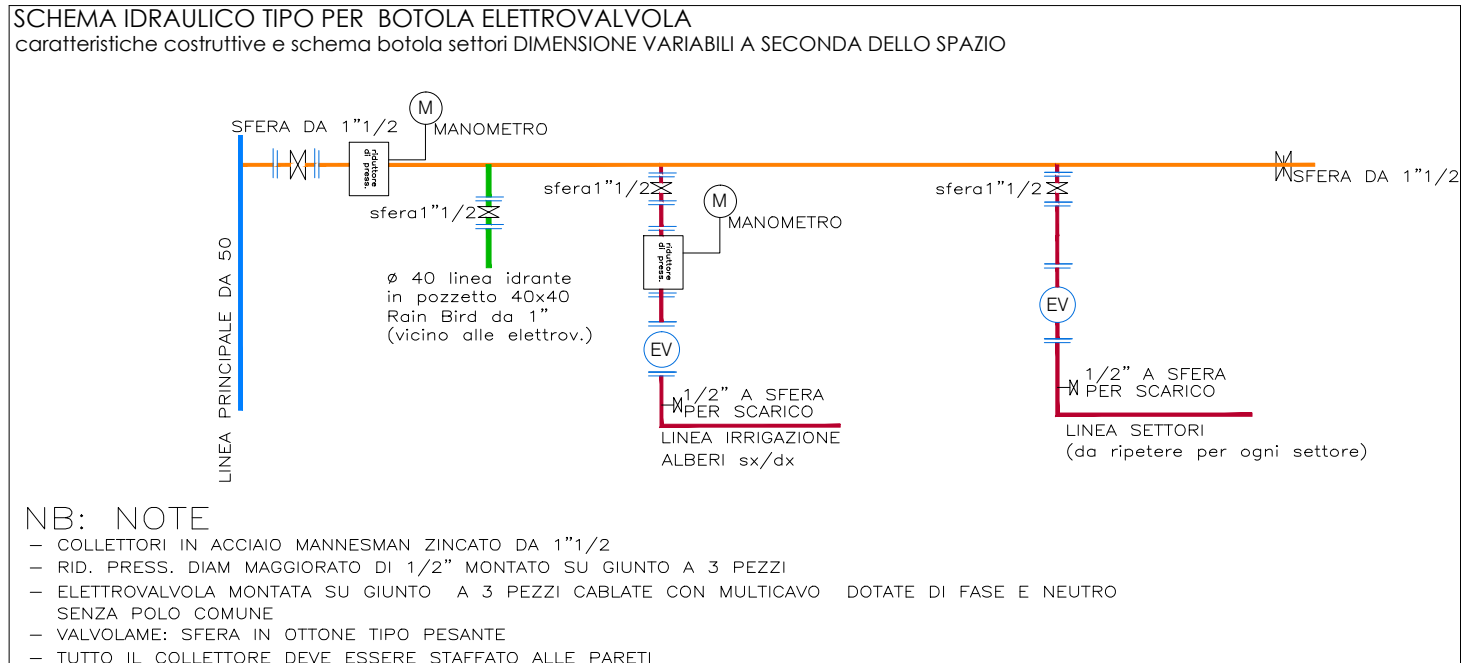 SCHEMA IDRAULICO TIPO PER BOTOLA ELETTROVALVOLA
caratteristiche costruttive e schema botola settori DIMENSIONE VARIABILI A SECONDA DELLO SPAZIO
M
SFERA DA 1"1/2
MANOMETRO
riduttore
di press.
SFERA DA 1"1/2
sfera1"1/2
sfera1"1/2
sfera1"1/2
M
MANOMETRO
riduttore
di press.
LINEA PRINCIPALE DA 50
Ø 40 linea idrante
in pozzetto 40x40
Rain Bird da 1"
(vicino alle elettrov.)
EV
EV
1/2" A SFERA
PER SCARICO
1/2" A SFERA
PER SCARICO
LINEA IRRIGAZIONE
ALBERI sx/dx
LINEA SETTORI
(da ripetere per ogni settore)
NB: NOTE
– COLLETTORI IN ACCIAIO MANNESMAN ZINCATO DA 1"1/2
– RID. PRESS. DIAM MAGGIORATO DI 1/2" MONTATO SU GIUNTO A 3 PEZZI
– ELETTROVALVOLA MONTATA SU GIUNTO A 3 PEZZI CABLATE CON MULTICAVO DOTATE DI FASE E NEUTRO
SENZA POLO COMUNE
– VALVOLAME: SFERA IN OTTONE TIPO PESANTE
– TUTTO IL COLLETTORE DEVE ESSERE STAFFATO ALLE PARETI